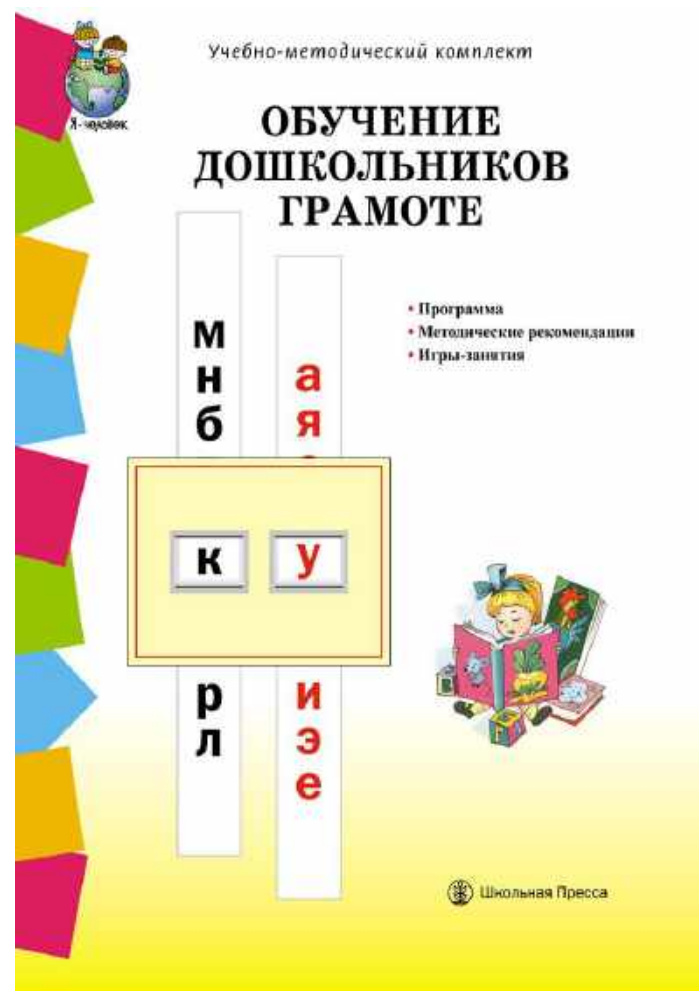 Учебно-методический комплект
Я - человек
ОБУЧЕНИЕ
ДОШКОЛЬНИКОВ
ГРАМОТЕ
• Программа
• Методические рекомендации
• Игры-занятия
м
н
б
а
я
к у
р
л
и
э
е
Школьная Пресса